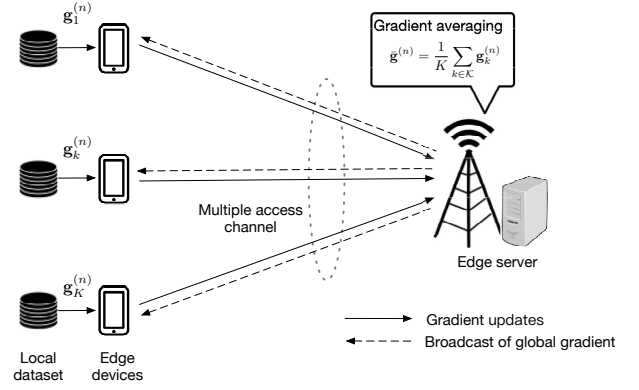 g₁⁽ⁿ⁾
Gradient averaging
ḡ⁽ⁿ⁾ = 1/K ∑_{k∈𝒦} g_k⁽ⁿ⁾
g_k⁽ⁿ⁾
Multiple access
channel
Edge server
g_K⁽ⁿ⁾
Gradient updates
Broadcast of global gradient
Local
dataset
Edge
devices